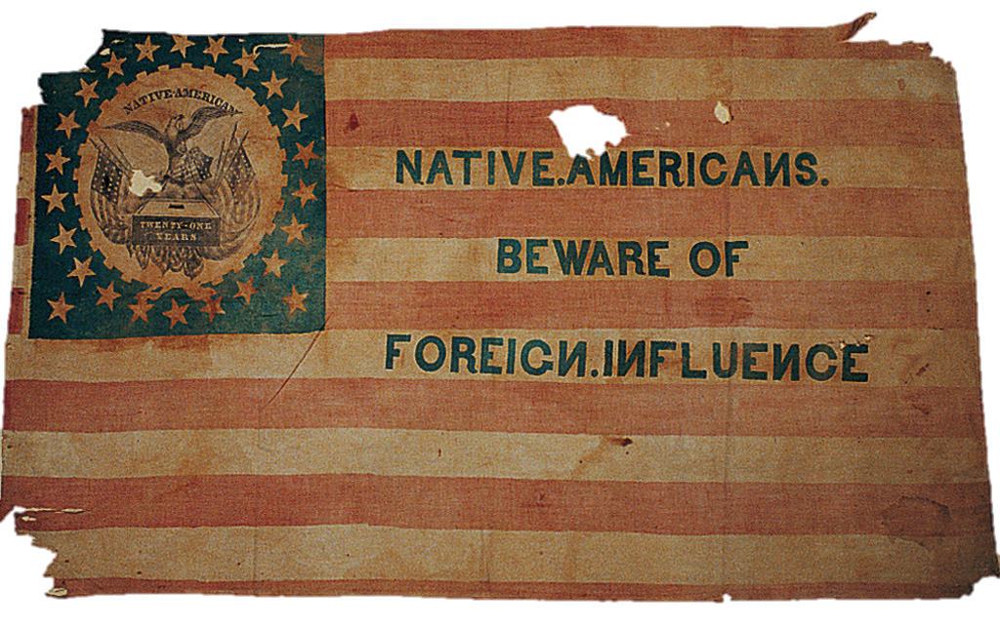 NATIVE-AMERICAN
TWENTY-ONE
YEARS
NATIVE.AMERICANS.
BEWARE OF
FOREIGN.INFLUENCE